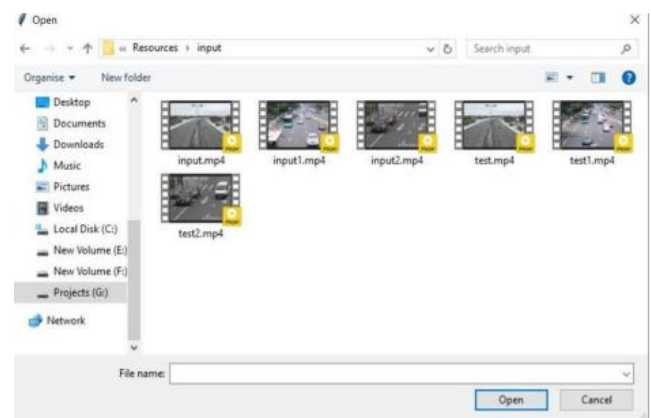 Open
« Resources › input
Search input
Organise
New folder
Desktop
Documents
Downloads
Music
Pictures
Videos
Local Disk (C:)
New Volume (E:)
New Volume (F:)
Projects (G:)
Network
input.mp4
input1.mp4
input2.mp4
test.mp4
test1.mp4
test2.mp4
File name:
Open
Cancel